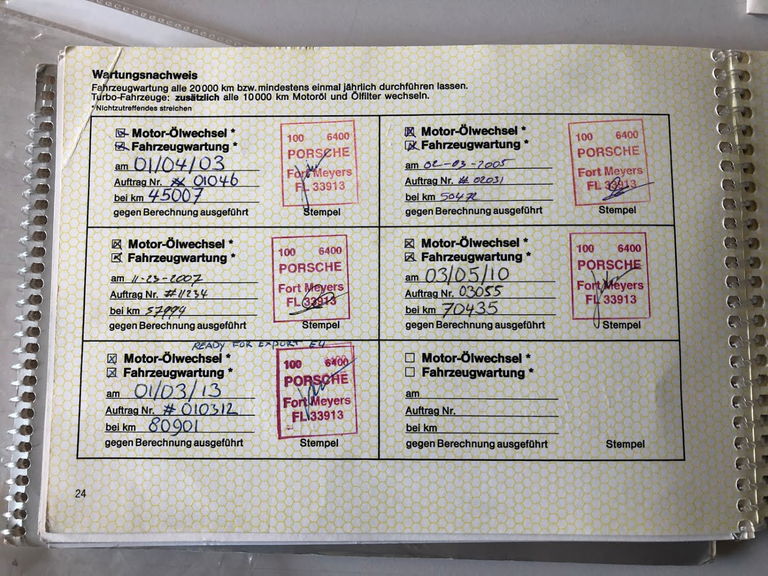 Wartungsnachweis
Fahrzeugwartung alle 20000 km bzw. mindestens einmal jährlich durchführen lassen.
Turbo-Fahrzeuge: zusätzlich alle 10000 km Motoröl und Ölfilter wechseln.
*Nichtzutreffendes streichen
Motor-Ölwechsel *
Fahrzeugwartung *
am 01/04/03
Auftrag Nr. 01046
bei km 45007
gegen Berechnung ausgeführt
100 6400
PORSCHE
Fort Meyers
FL 33913
Stempel
Motor-Ölwechsel *
Fahrzeugwartung *
am 02-03-2005
Auftrag Nr. # 02031
bei km 50472
gegen Berechnung ausgeführt
100 6400
PORSCHE
Fort Meyers
FL 33913
Stempel
Motor-Ölwechsel *
Fahrzeugwartung *
am 11-23-2007
Auftrag Nr. #11234
bei km 57994
gegen Berechnung ausgeführt
100 6400
PORSCHE
Fort Meyers
FL 33913
Stempel
Motor-Ölwechsel *
Fahrzeugwartung *
am 03/05/10
Auftrag Nr. 03055
bei km 70435
gegen Berechnung ausgeführt
100 6400
PORSCHE
Fort Meyers
FL 33913
Stempel
READY FOR EXPORT EU
Motor-Ölwechsel *
Fahrzeugwartung *
am 01/03/13
Auftrag Nr. # 010312
bei km 80901
gegen Berechnung ausgeführt
100 6400
PORSCHE
Fort Meyers
FL 33913
Stempel
Motor-Ölwechsel *
Fahrzeugwartung *
am
Auftrag Nr.
bei km
gegen Berechnung ausgeführt
Stempel
24